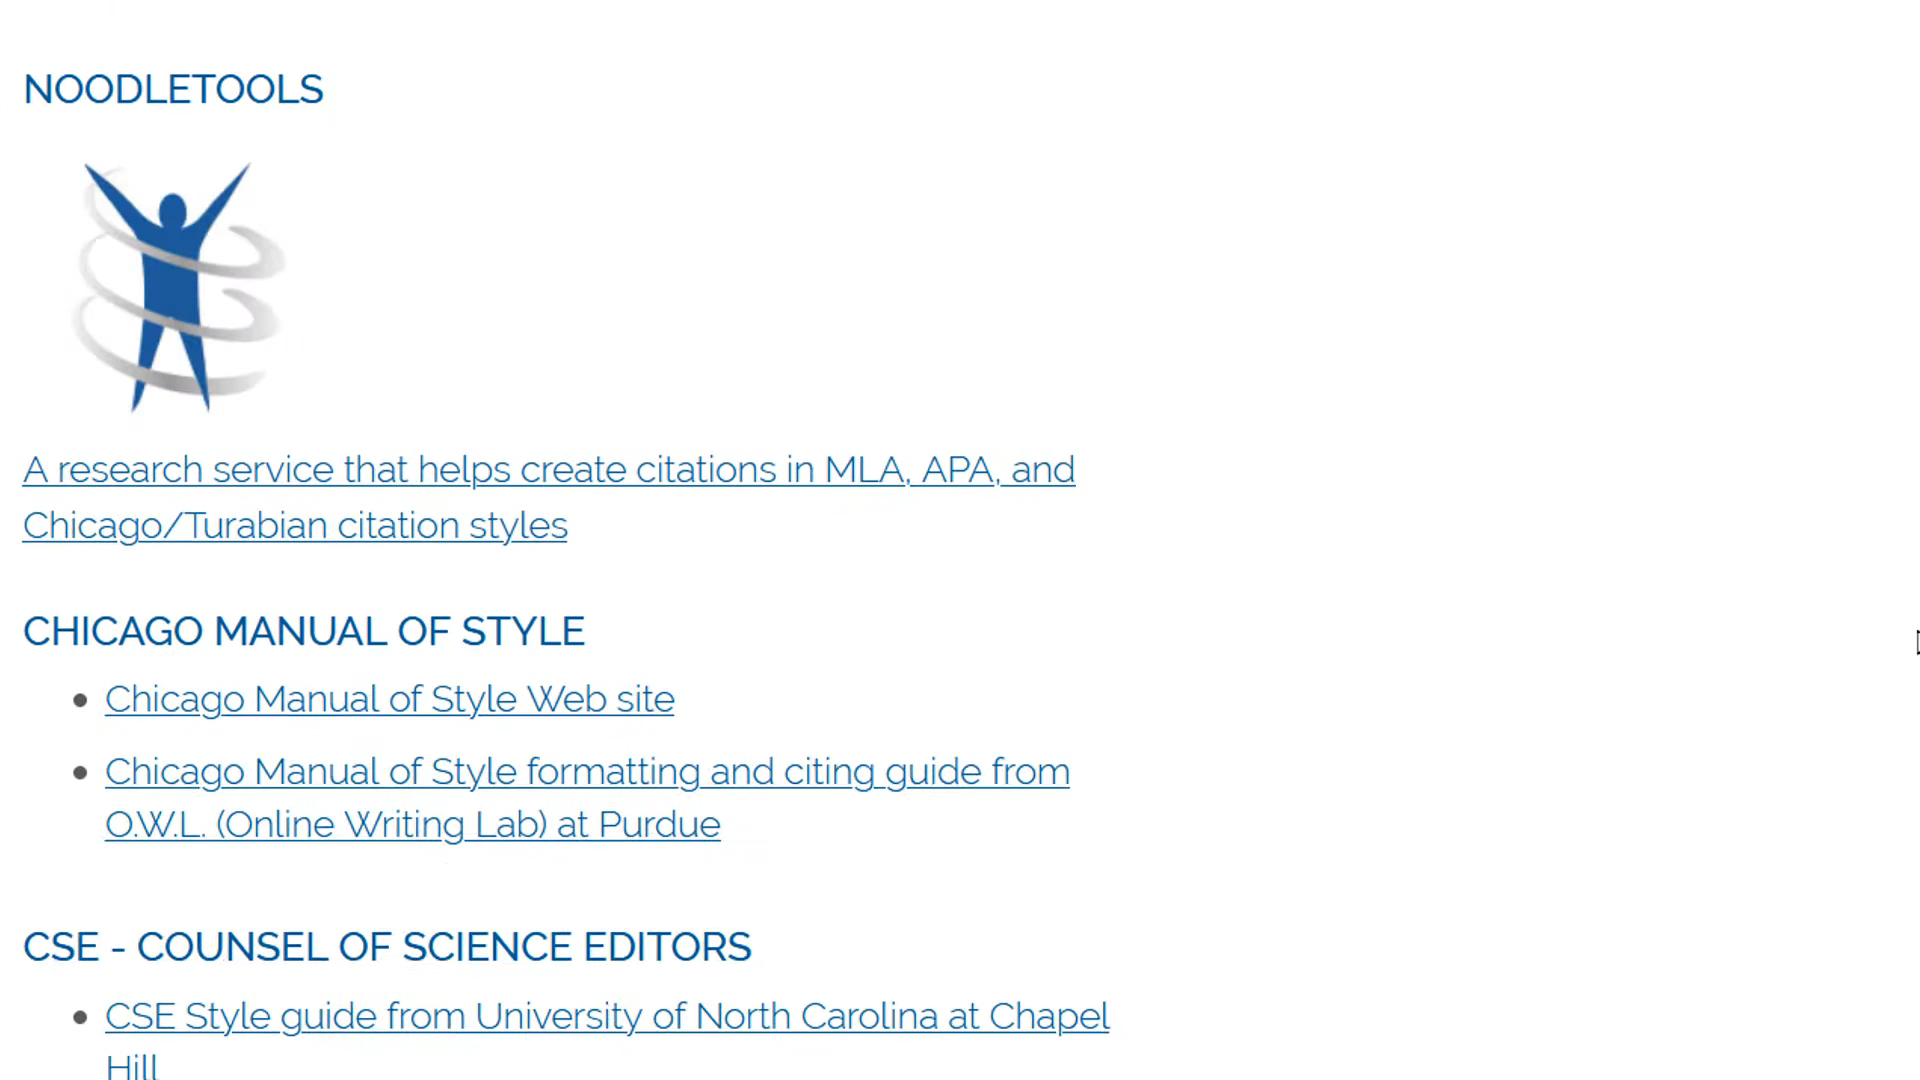 NOODLETOOLS
A research service that helps create citations in MLA, APA, and
Chicago/Turabian citation styles
CHICAGO MANUAL OF STYLE
Chicago Manual of Style Web site
Chicago Manual of Style formatting and citing guide from
O.W.L. (Online Writing Lab) at Purdue
CSE - COUNSEL OF SCIENCE EDITORS
CSE Style guide from University of North Carolina at Chapel
Hill